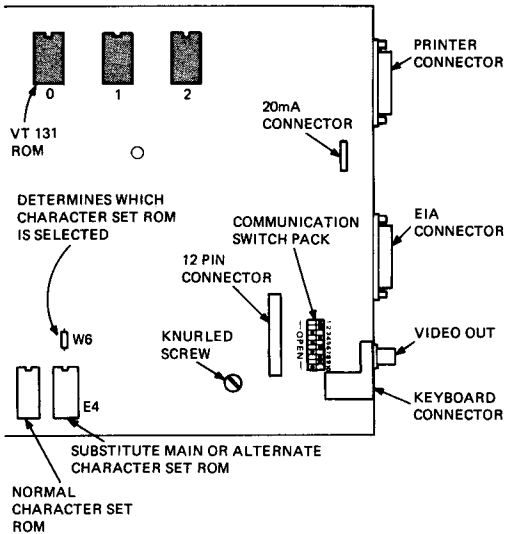 PRINTER
CONNECTOR
0 1 2
VT 131
ROM
20mA
CONNECTOR
DETERMINES WHICH
CHARACTER SET ROM
IS SELECTED
COMMUNICATION
SWITCH PACK
EIA
CONNECTOR
12 PIN
CONNECTOR
OPEN
W6
KNURLED
SCREW
VIDEO OUT
E4
KEYBOARD
CONNECTOR
SUBSTITUTE MAIN OR ALTERNATE
CHARACTER SET ROM
NORMAL
CHARACTER SET
ROM